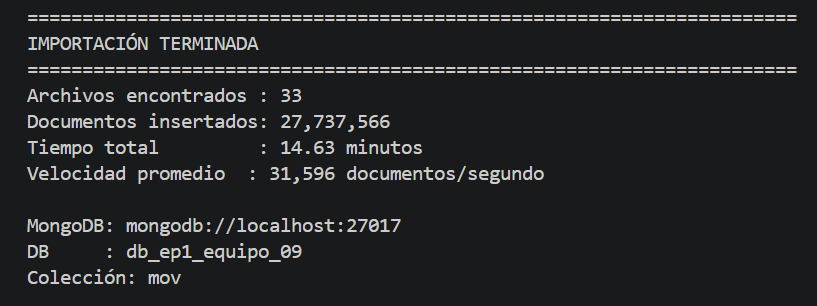 ======================================================================
IMPORTACIÓN TERMINADA
======================================================================
Archivos encontrados : 33
Documentos insertados: 27,737,566
Tiempo total         : 14.63 minutos
Velocidad promedio  : 31,596 documentos/segundo
MongoDB: mongodb://localhost:27017
DB     : db_ep1_equipo_09
Colección: mov